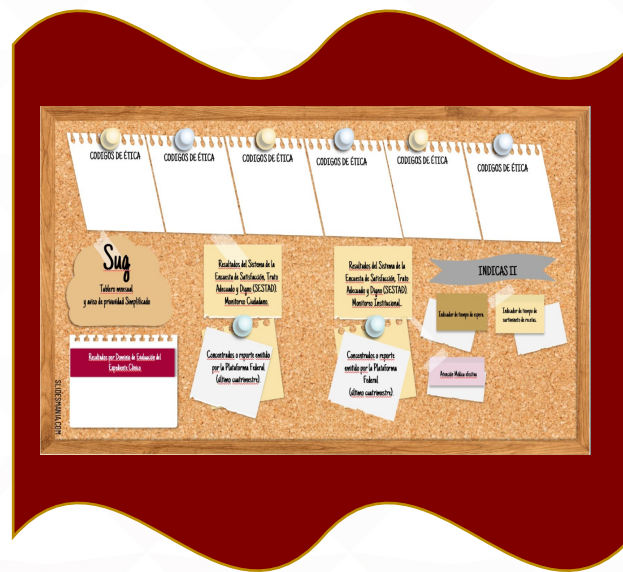 CODIGOS DE ÉTICA
CODIGOS DE ÉTICA
CODIGOS DE ÉTICA
CODIGOS DE ÉTICA
CODIGOS DE ÉTICA
CODIGOS DE ÉTICA
Sug
Tablero mensual
y aviso de privacidad Simplificado
Resultados del Sistema de la
Encuesta de Satisfacción, Trato
Adecuado y Digno (SESTAD).
Monitoreo Ciudadano.
Resultados del Sistema de la
Encuesta de Satisfacción, Trato
Adecuado y Digno (SESTAD).
Monitoreo Institucional.
INDICAS II
Indicador de tiempo de espera.
Indicador de tiempo de
surtimiento de recetas.
Resultados por Dominio de Evaluación del
Expediente Clínico
Concentrados o reporte emitido
por la Plataforma Federal
(último cuatrimestre).
Concentrados o reporte
emitido por la Plataforma
Federal
(último cuatrimestre).
Atención Médica efectiva
SLIDESMANIA.COM